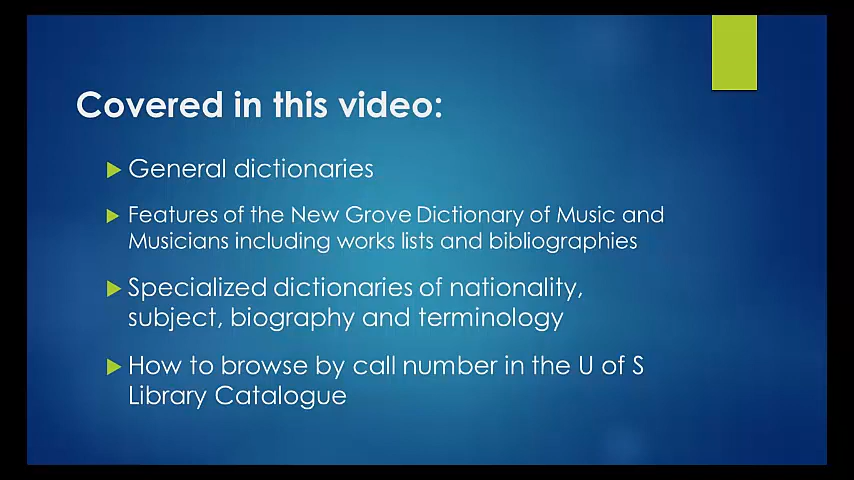 Covered in this video:
General dictionaries
Features of the New Grove Dictionary of Music and
Musicians including works lists and bibliographies
Specialized dictionaries of nationality,
subject, biography and terminology
How to browse by call number in the U of S
Library Catalogue